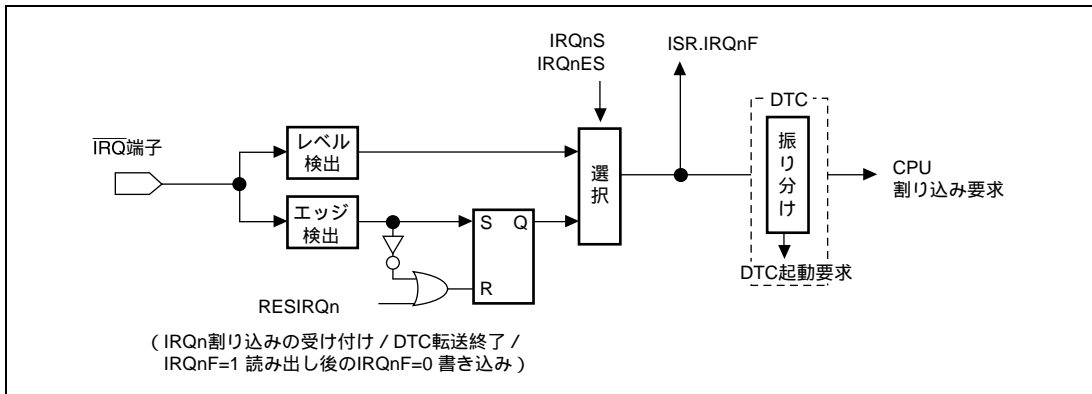 IRQnS
IRQnES
ISR.IRQnF
DTC
IRQ端子
レベル
検出
エッジ
検出
S Q
R
選択
振り分け
CPU
割り込み要求
DTC起動要求
RESIRQn
( IRQn割り込みの受け付け / DTC転送終了 /
IRQnF=1 読み出し後のIRQnF=0 書き込み )